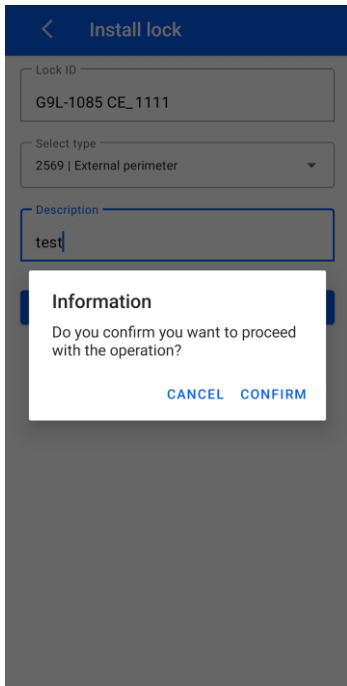 Install lock
Lock ID
G9L-1085 CE_1111
Select type
2569 | External perimeter
Description
test
Information
Do you confirm you want to proceed
with the operation?
CANCEL CONFIRM